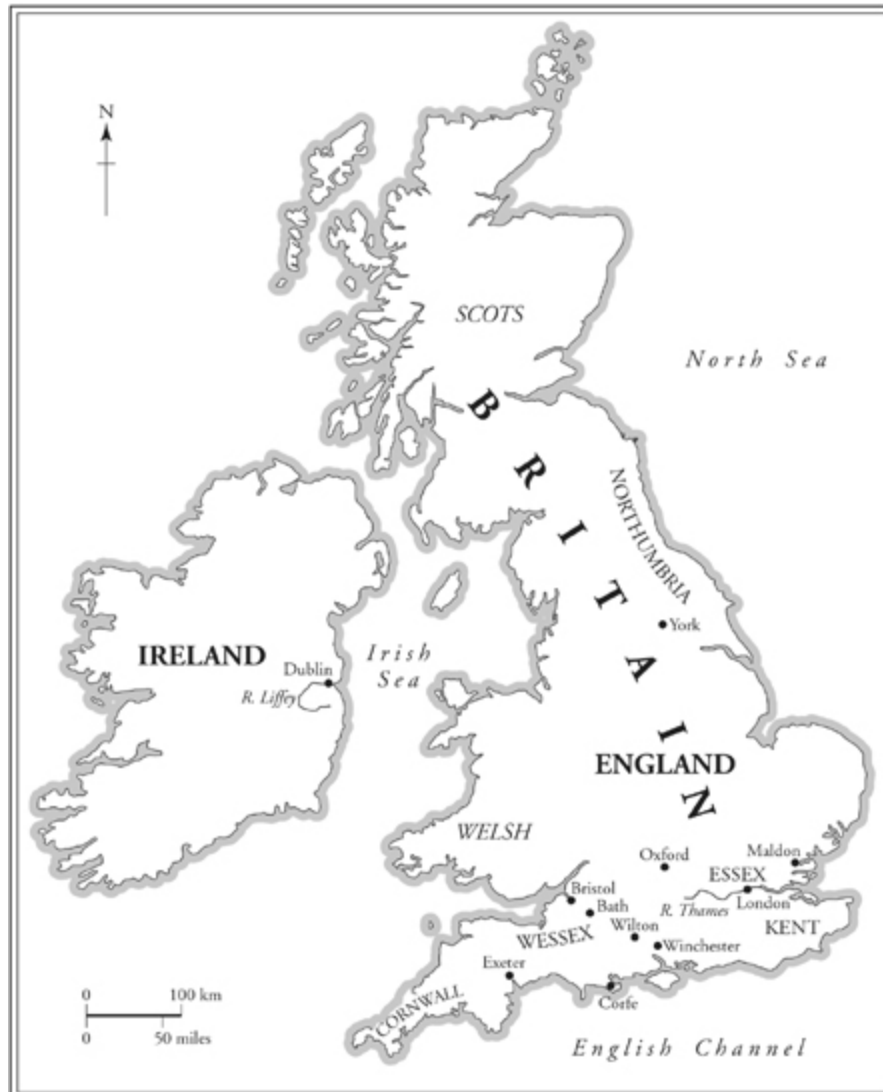 N
SCOTS
North Sea
BRITAIN
NORTHUMBRIA
York
IRELAND
Dublin
R. Liffey
Irish
Sea
ENGLAND
WELSH
Oxford
Maldon
ESSEX
London
R. Thames
KENT
Bristol
Bath
WESSEX
Wilton
Winchester
Exeter
Corfe
CORNWALL
0 100 km
0 50 miles
English Channel